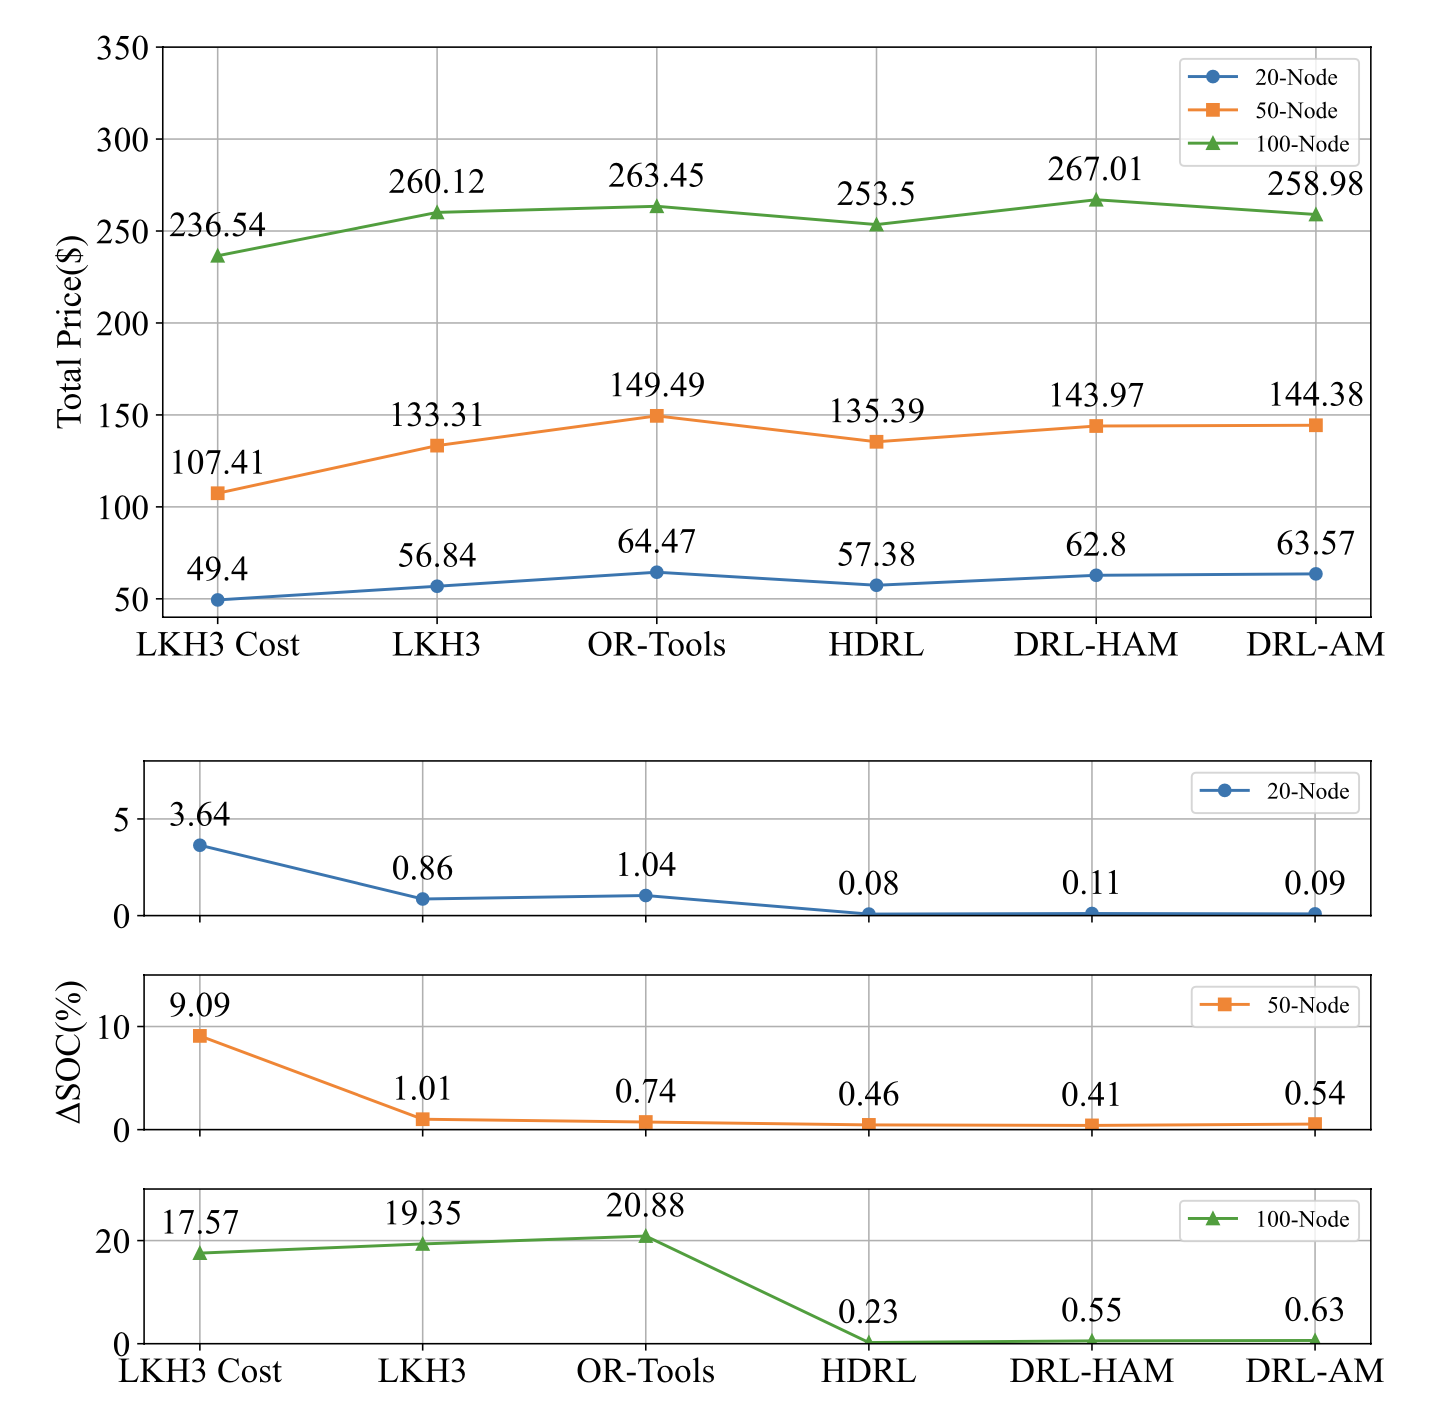 350
300
250
200
150
100
50
Total Price($)
20-Node
50-Node
100-Node
236.54
260.12
263.45
253.5
267.01
258.98
107.41
133.31
149.49
135.39
143.97
144.38
49.4
56.84
64.47
57.38
62.8
63.57
LKH3 Cost
LKH3
OR-Tools
HDRL
DRL-HAM
DRL-AM
ΔSOC(%)
5
0
20-Node
3.64
0.86
1.04
0.08
0.11
0.09
10
0
50-Node
9.09
1.01
0.74
0.46
0.41
0.54
20
0
100-Node
17.57
19.35
20.88
0.23
0.55
0.63
LKH3 Cost
LKH3
OR-Tools
HDRL
DRL-HAM
DRL-AM